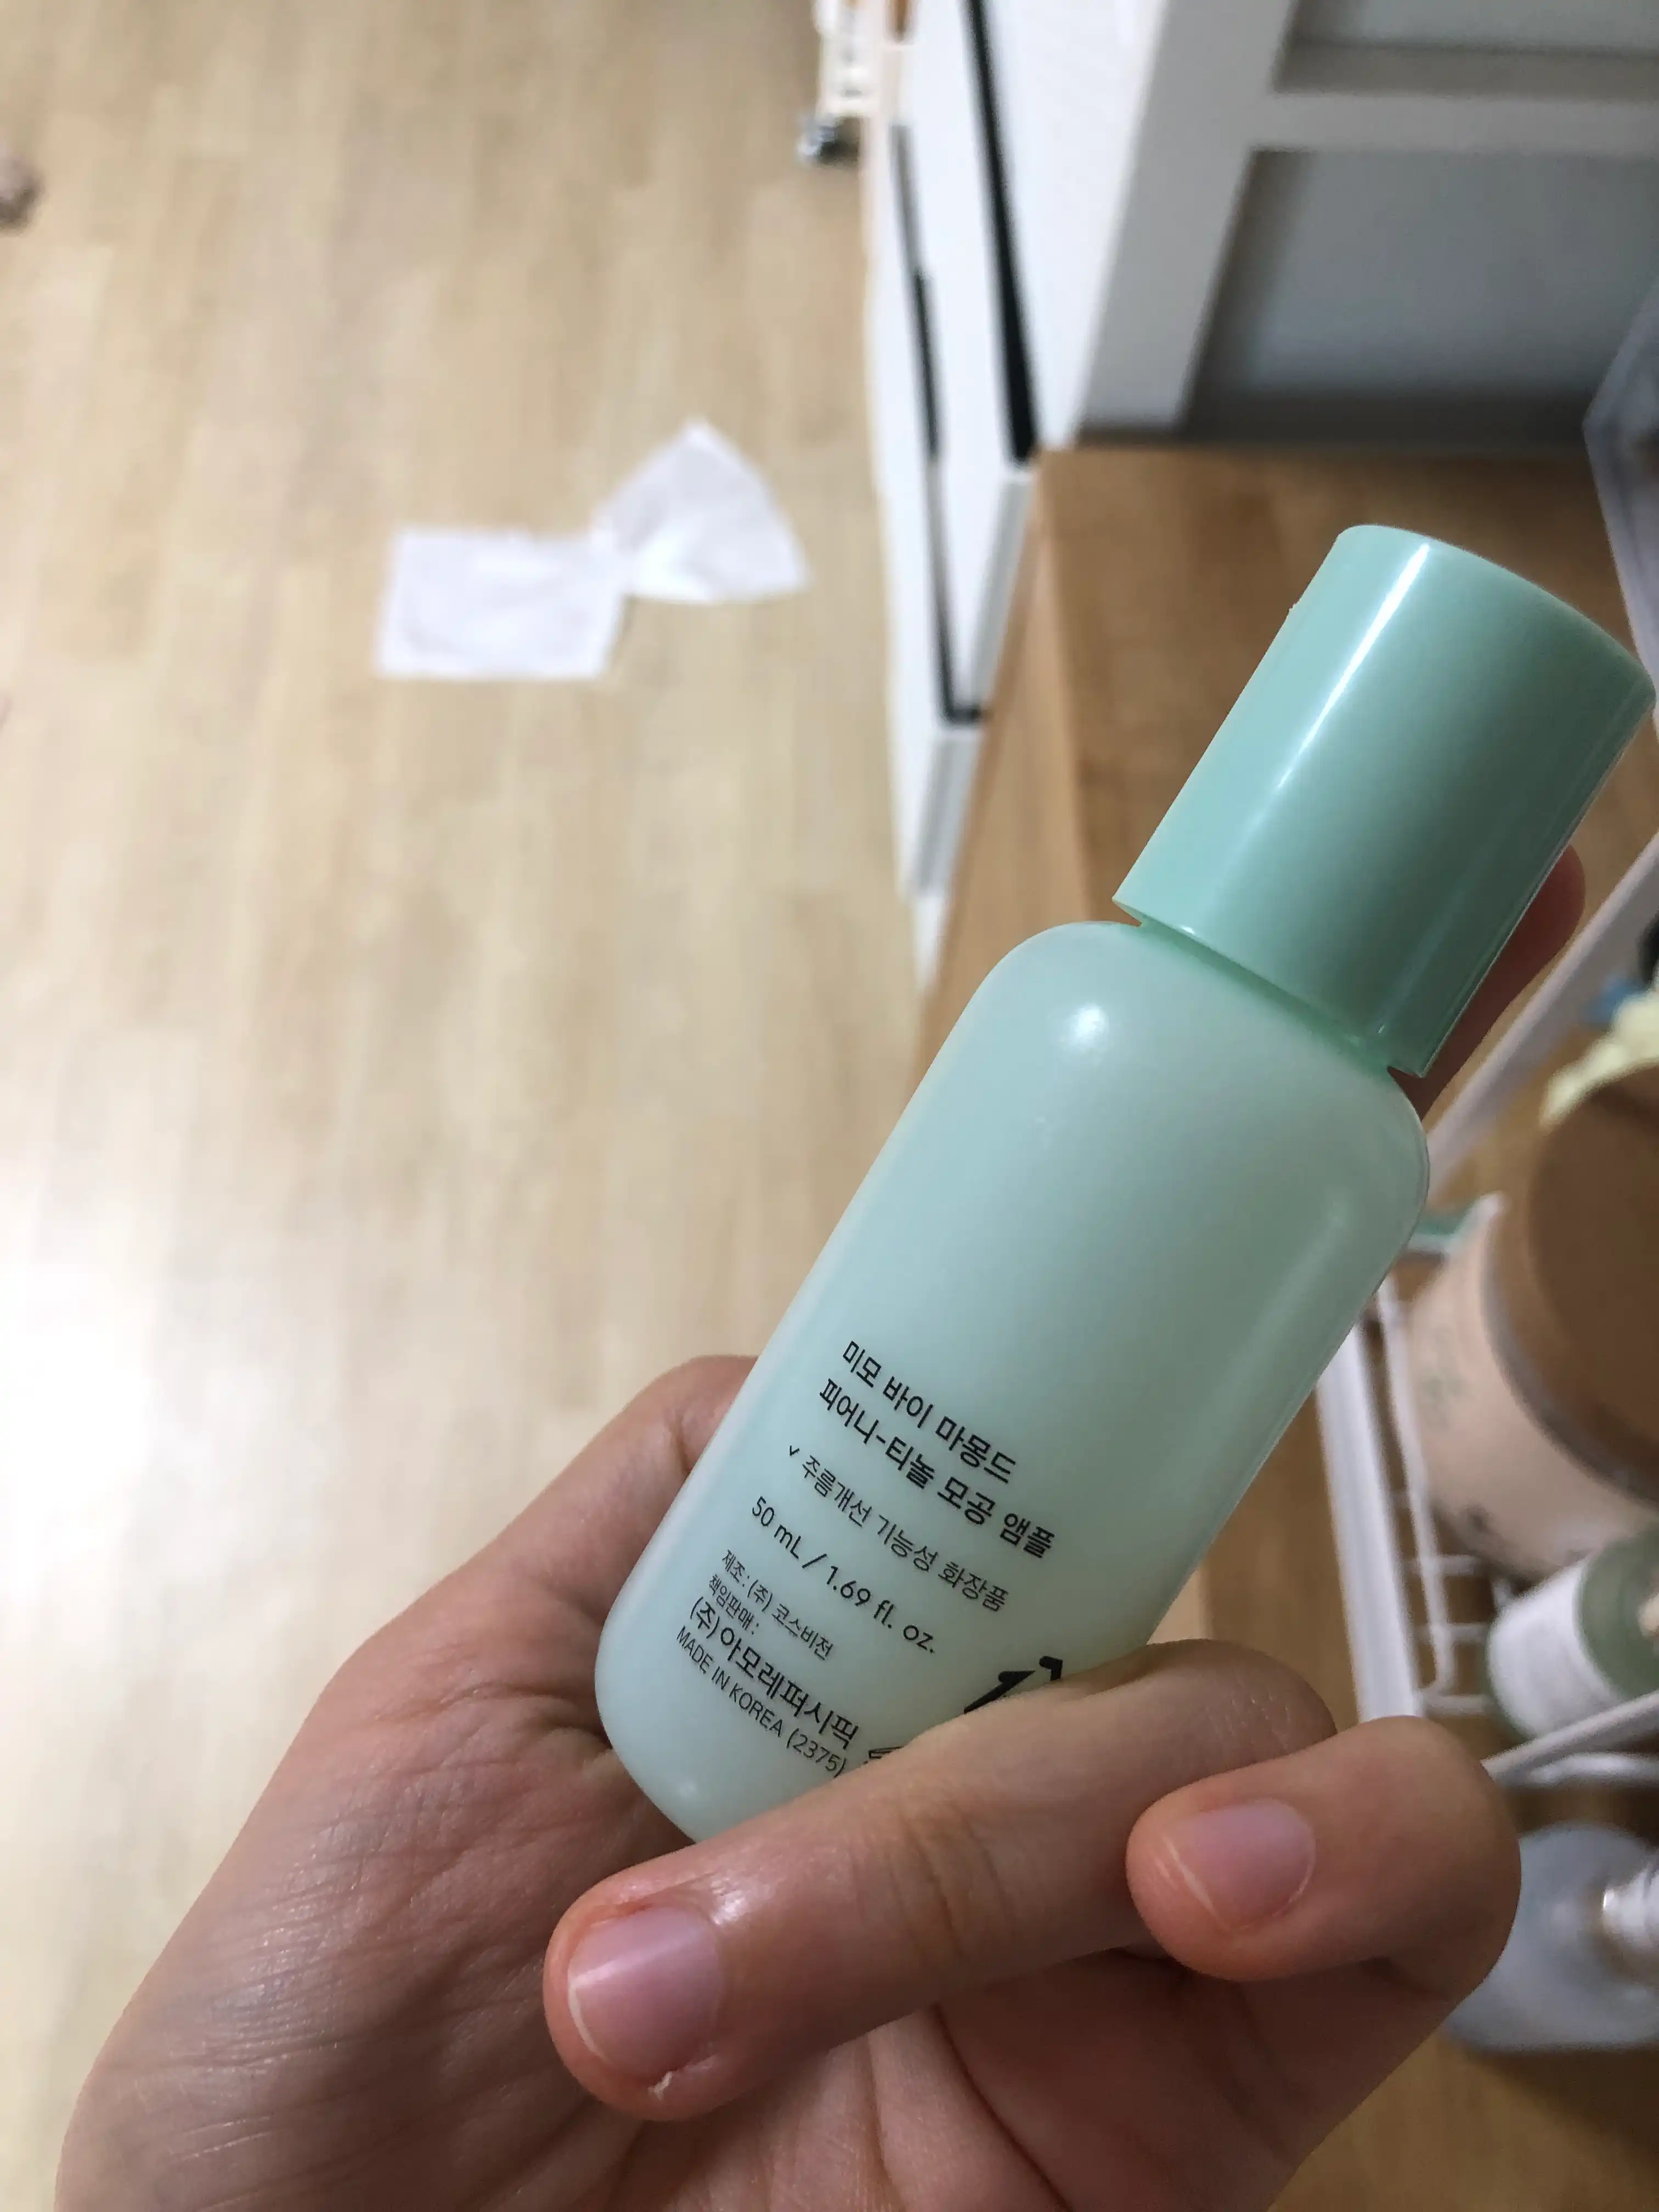 미모 바이 마몽드
피어니-티놀 모공 앰플
✓ 주름개선 기능성 화장품
50 mL / 1.69 fl. oz.
제조 : (주) 코스비전
책임판매 :
(주)아모레퍼시픽
MADE IN KOREA (2375)